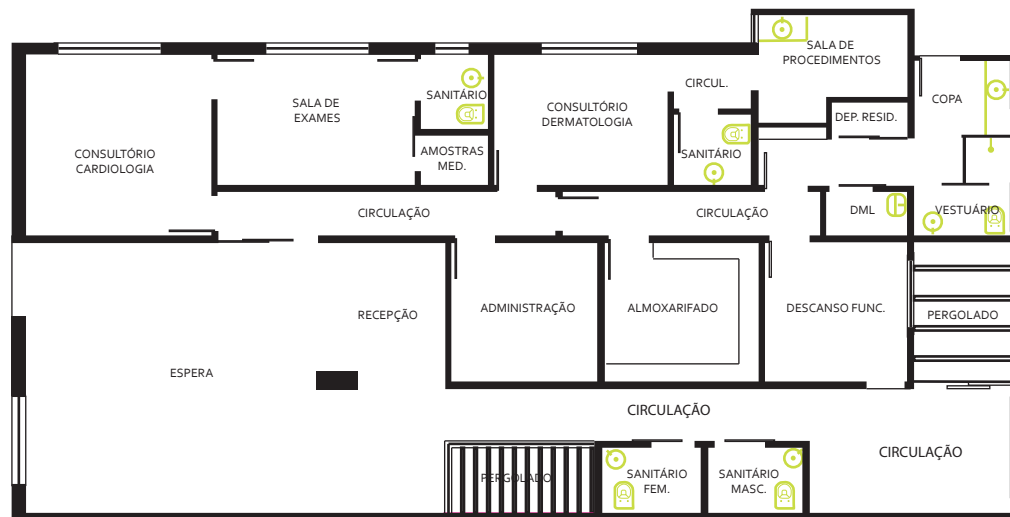 SALA DE
PROCEDIMENTOS
CIRCUL.
COPA
SANITÁRIO
SALA DE
EXAMES
CONSULTÓRIO
DERMATOLOGIA
DEP. RESID.
CONSULTÓRIO
CARDIOLOGIA
AMOSTRAS
MED.
SANITÁRIO
CIRCULAÇÃO
CIRCULAÇÃO
DML
VESTUÁRIO
RECEPÇÃO
ADMINISTRAÇÃO
ALMOXARIFADO
DESCANSO FUNC.
PERGOLADO
ESPERA
CIRCULAÇÃO
CIRCULAÇÃO
PERGOLADO
SANITÁRIO
FEM.
SANITÁRIO
MASC.